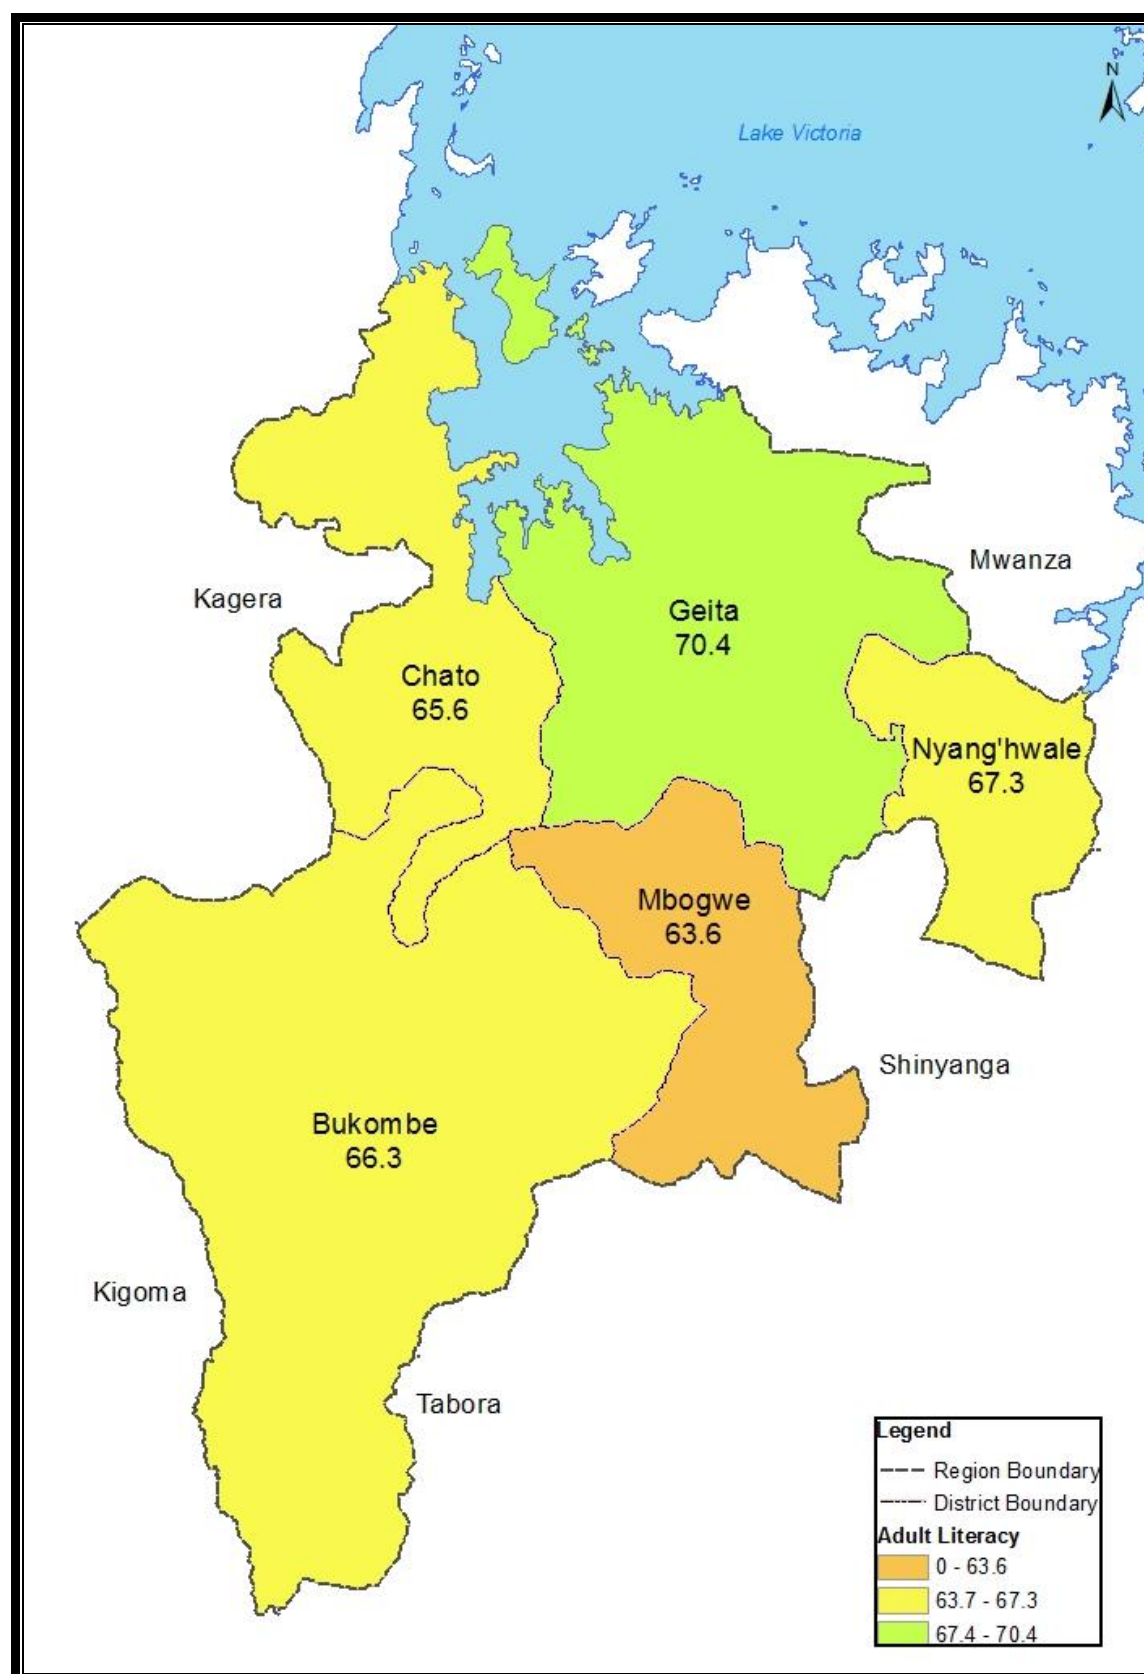 N
Lake Victoria
Mwanza
Kagera
Geita
70.4
Chato
65.6
Nyang'hwale
67.3
Mbogwe
63.6
Shinyanga
Bukombe
66.3
Kigoma
Tabora
Legend
Region Boundary
District Boundary
Adult Literacy
0 - 63.6
63.7 - 67.3
67.4 - 70.4